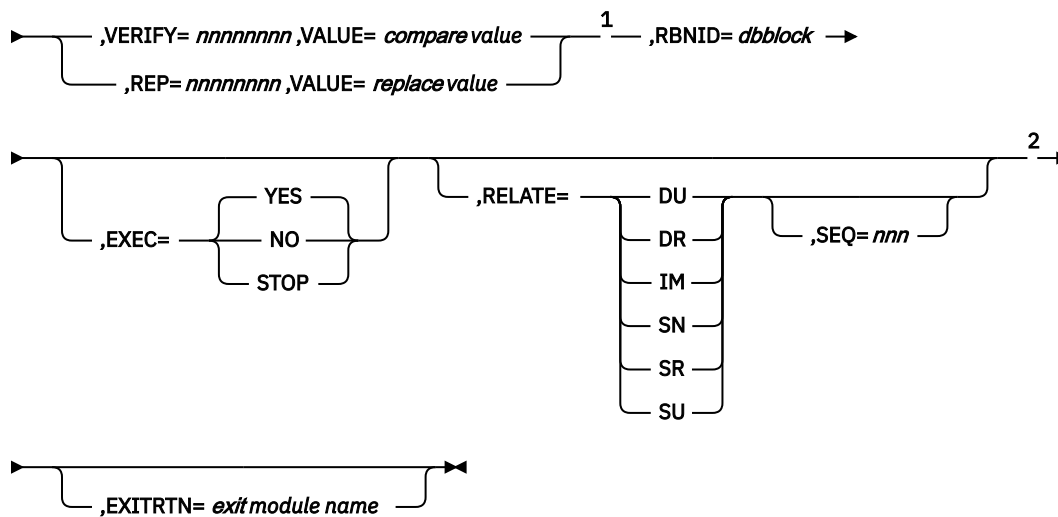 1
,VERIFY= nnnnnnnn ,VALUE= compare value
,RBNID= dbblock
,REP= nnnnnnnn ,VALUE= replace value
2
,EXEC=
YES
NO
STOP
,RELATE=
DU
DR
IM
SN
SR
SU
,SEQ= nnn
,EXITRTN= exit module name